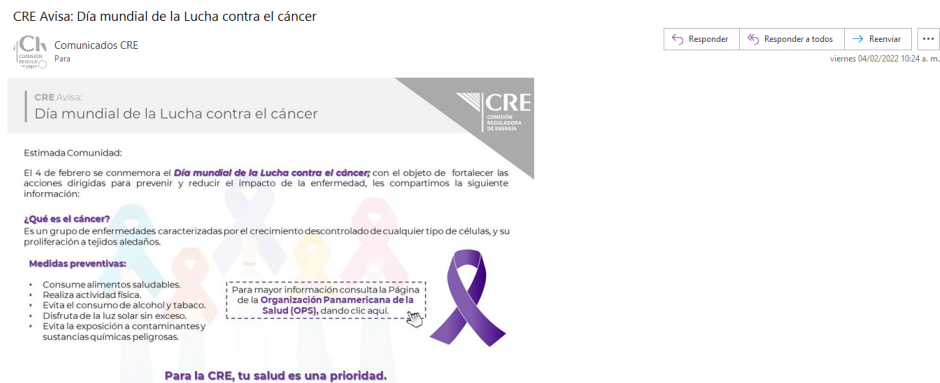 CRE Avisa: Día mundial de la Lucha contra el cáncer
Comunicados CRE
Para
Responder
Responder a todos
Reenviar
viernes 04/02/2022 10:24 a. m.
CRE Avisa:
Día mundial de la Lucha contra el cáncer
CRE
COMISIÓN
REGULADORA
DE ENERGÍA
Estimada Comunidad:
El 4 de febrero se conmemora el Día mundial de la Lucha contra el cáncer; con el objeto de fortalecer las
acciones dirigidas para prevenir y reducir el impacto de la enfermedad, les compartimos la siguiente
información:
¿Qué es el cáncer?
Es un grupo de enfermedades caracterizadas por el crecimiento descontrolado de cualquier tipo de células, y su
proliferación a tejidos aledaños.
Medidas preventivas:
• Consume alimentos saludables.
• Realiza actividad física.
• Evita el consumo de alcohol y tabaco.
• Disfruta de la luz solar sin exceso.
• Evita la exposición a contaminantes y
sustancias químicas peligrosas.
Para mayor información consulta la Página
de la Organización Panamericana de la
Salud (OPS), dando clic aquí.
Para la CRE, tu salud es una prioridad.